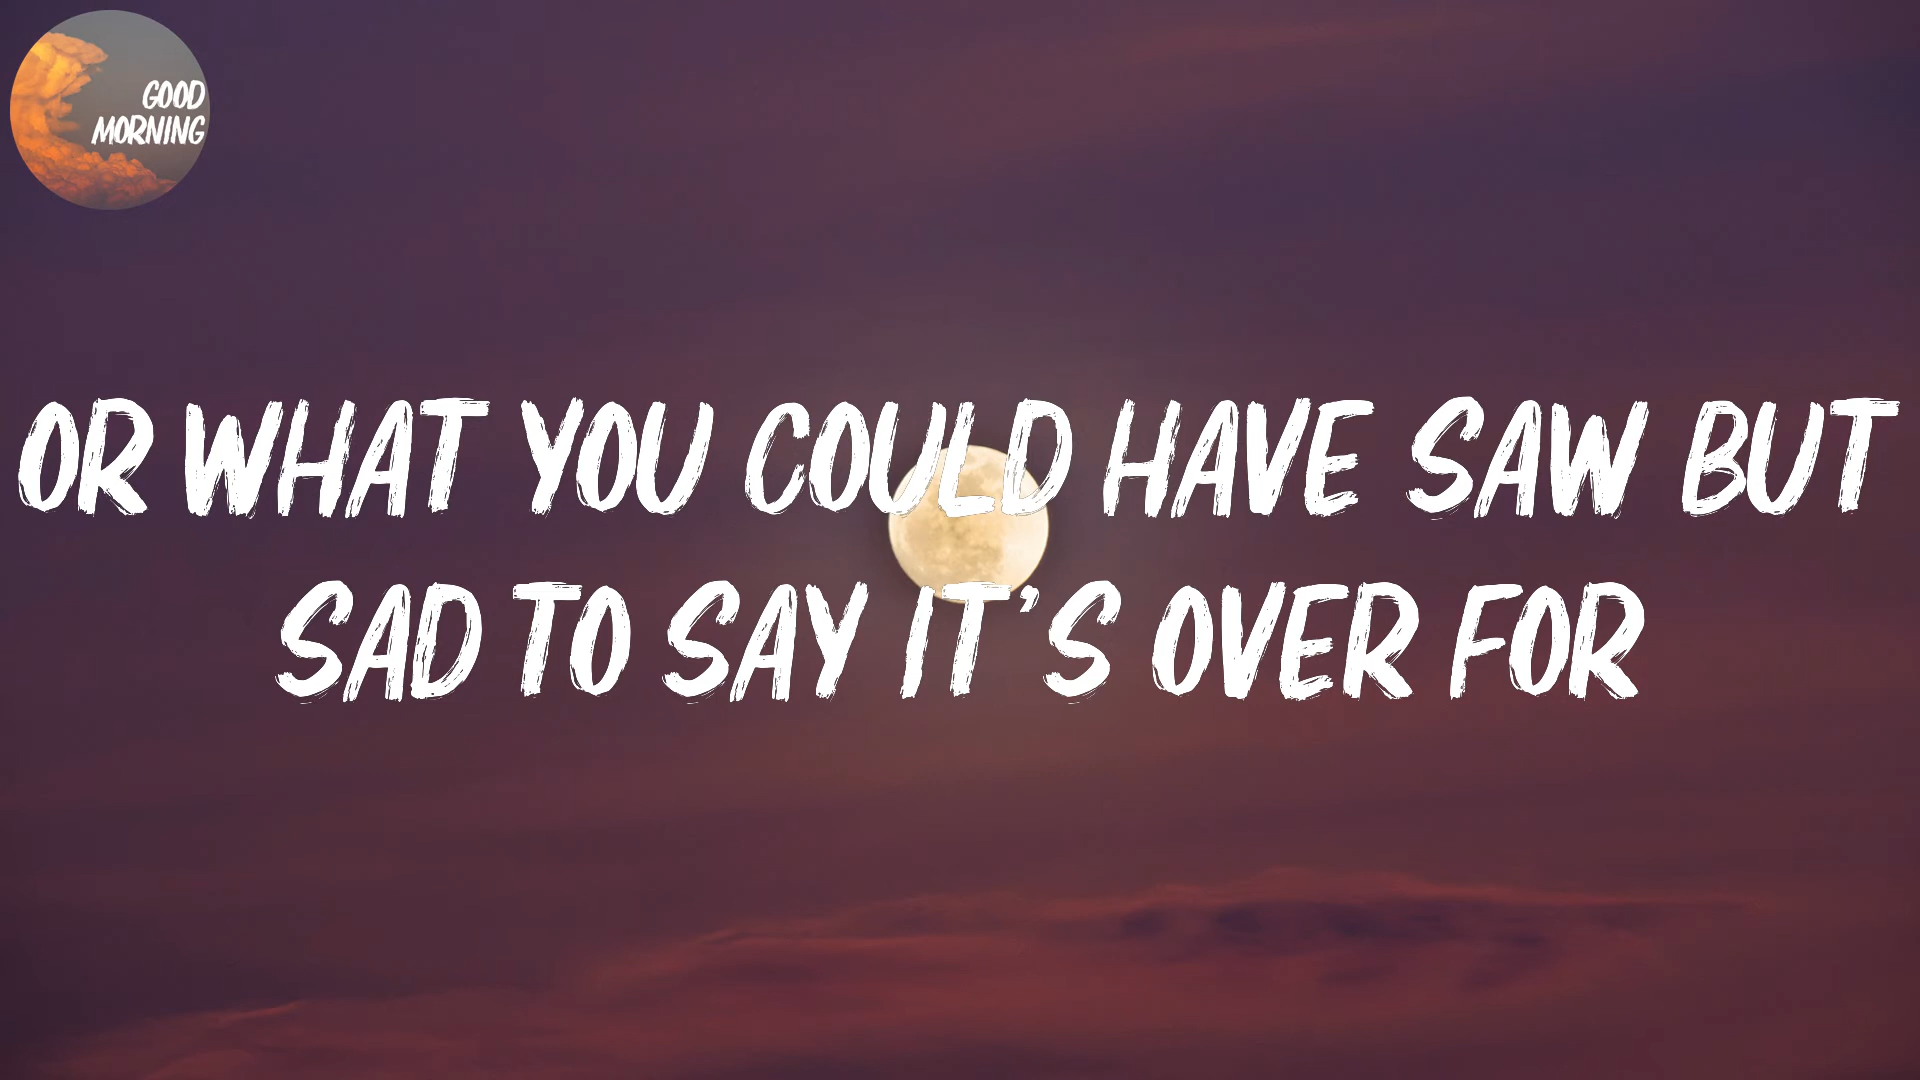 GOOD
MORNING
OR WHAT YOU COULD HAVE SAW BUT
SAD TO SAY IT'S OVER FOR